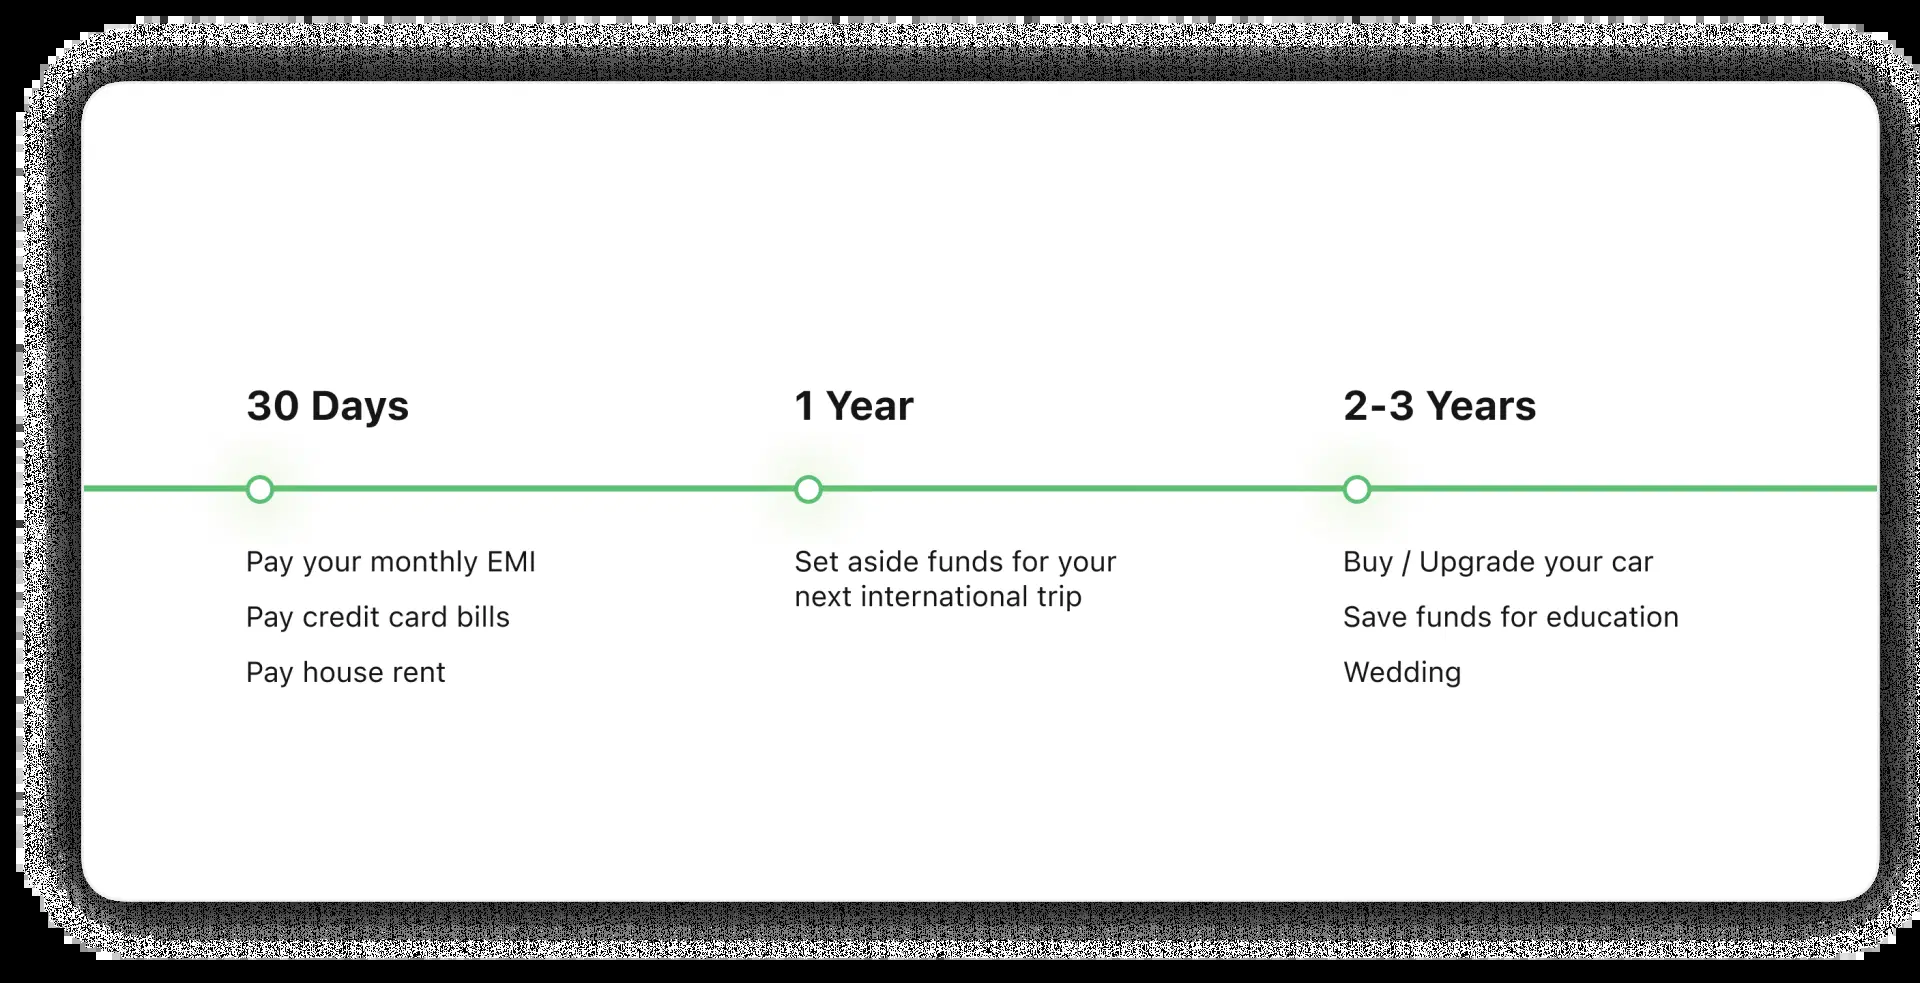 30 Days
Pay your monthly EMI
Pay credit card bills
Pay house rent
1 Year
Set aside funds for your
next international trip
2-3 Years
Buy / Upgrade your car
Save funds for education
Wedding